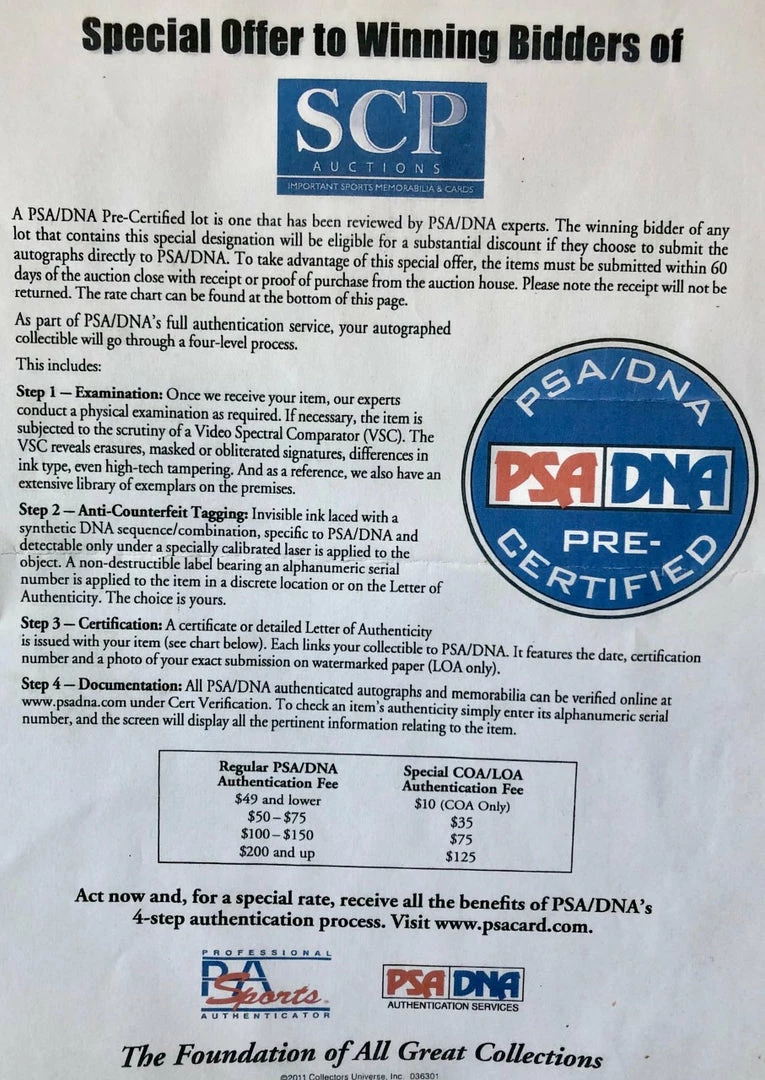 Special Offer to Winning Bidders of
SCP
AUCTIONS
IMPORTANT SPORTS MEMORABILIA & CARDS
A PSA/DNA Pre-Certified lot is one that has been reviewed by PSA/DNA experts. The winning bidder of any
lot that contains this special designation will be eligible for a substantial discount if they choose to submit the
autographs directly to PSA/DNA. To take advantage of this special offer, the items must be submitted within 60
days of the auction close with receipt or proof of purchase from the auction house. Please note the receipt will not be
returned. The rate chart can be found at the bottom of this page.
As part of PSA/DNA's full authentication service, your autographed
collectible will go through a four-level process.
This includes:
Step 1 – Examination: Once we receive your item, our experts
conduct a physical examination as required. If necessary, the item is
subjected to the scrutiny of a Video Spectral Comparator (VSC). The
VSC reveals erasures, masked or obliterated signatures, differences in
ink type, even high-tech tampering. And as a reference, we also have an
extensive library of exemplars on the premises.
Step 2 – Anti-Counterfeit Tagging: Invisible ink laced with a
synthetic DNA sequence/combination, specific to PSA/DNA and
detectable only under a specially calibrated laser is applied to the
object. A non-destructible label bearing an alphanumeric serial
number is applied to the item in a discrete location or on the Letter of
Authenticity. The choice is yours.
PSA/DNA
PSA DNA
PRE-
CERTIFIED
Step 3 – Certification: A certificate or detailed Letter of Authenticity
is issued with your item (see chart below). Each links your collectible to PSA/DNA. It features the date, certification
number and a photo of your exact submission on watermarked paper (LOA only).
Step 4 – Documentation: All PSA/DNA authenticated autographs and memorabilia can be verified online at
www.psadna.com under Cert Verification. To check an item's authenticity simply enter its alphanumeric serial
number, and the screen will display all the pertinent information relating to the item.
Regular PSA/DNA Special COA/LOA
Authentication Fee Authentication Fee
$49 and lower $10 (COA Only)
$50 – $75 $35
$100 – $150 $75
$200 and up $125
Act now and, for a special rate, receive all the benefits of PSA/DNA's
4-step authentication process. Visit www.psacard.com.
PROFESSIONAL
PSA
Sports
AUTHENTICATOR
PSA DNA
AUTHENTICATION SERVICES
The Foundation of All Great Collections
©2011 Collectors Universe, Inc. 036301